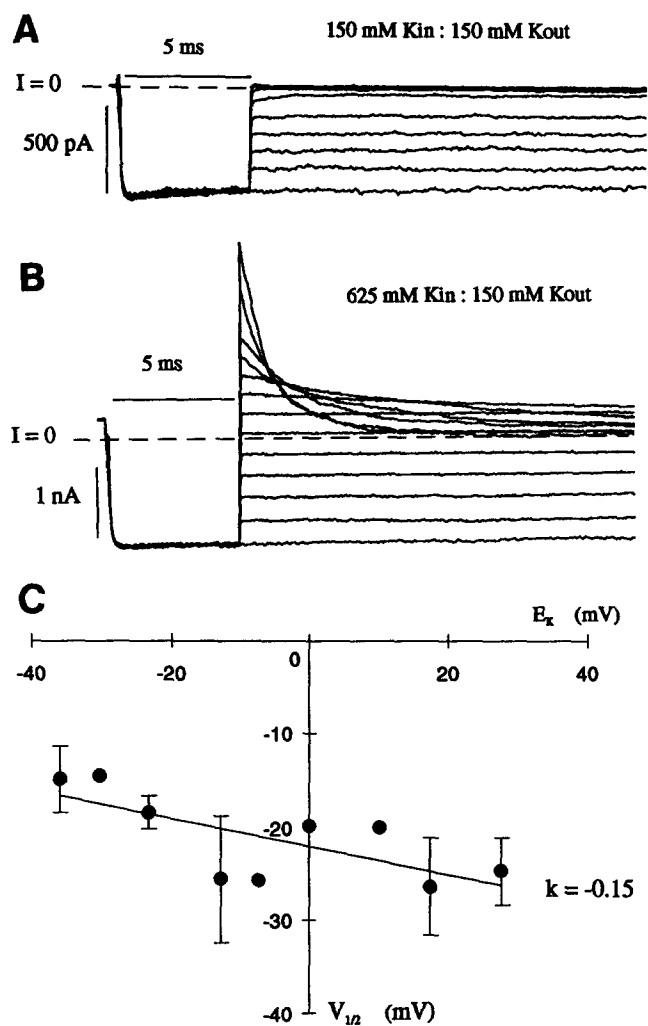 A
150 mM Kin : 150 mM Kout
5 ms
I = 0
500 pA
B
625 mM Kin : 150 mM Kout
5 ms
I = 0
1 nA
C
E_K (mV)
-40 -20 0 20 40
-10
-20
-30
k = -0.15
-40
V_1/2 (mV)